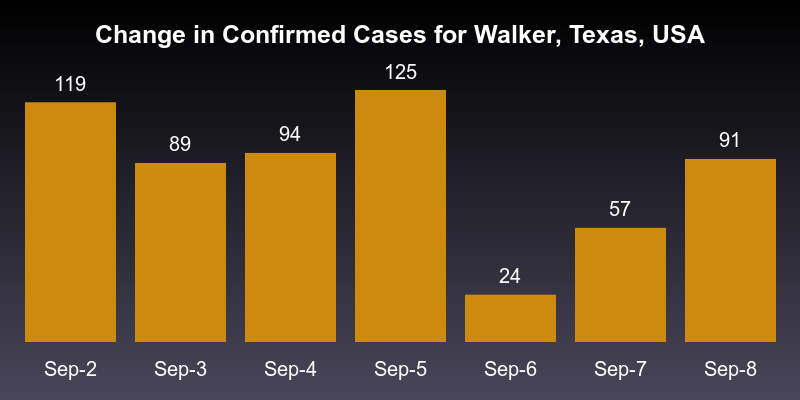 Change in Confirmed Cases for Walker, Texas, USA
119 89 94 125 24 57 91
Sep-2 Sep-3 Sep-4 Sep-5 Sep-6 Sep-7 Sep-8